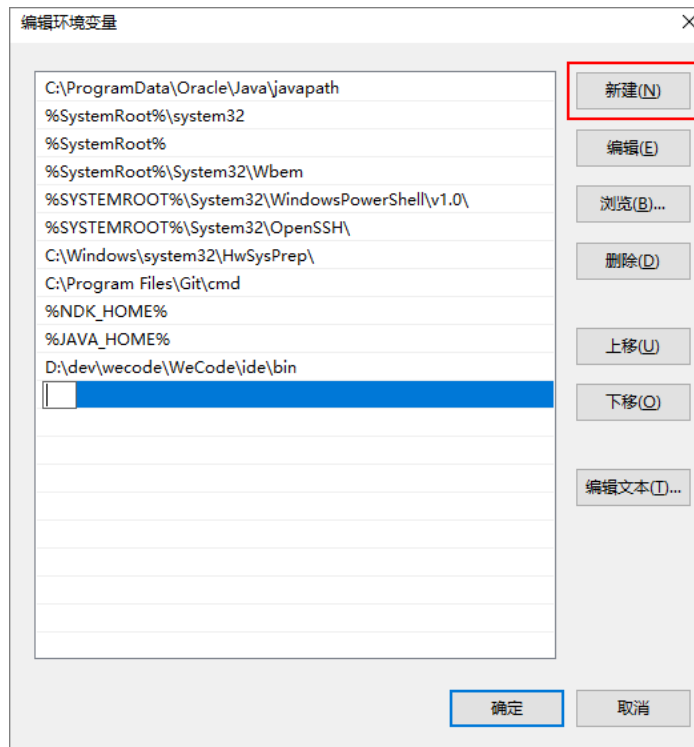 编辑环境变量
C:\ProgramData\Oracle\Java\javapath
%SystemRoot%\system32
%SystemRoot%
%SystemRoot%\System32\Wbem
%SYSTEMROOT%\System32\WindowsPowerShell\v1.0\
%SYSTEMROOT%\System32\OpenSSH\
C:\Windows\system32\HwSysPrep\
C:\Program Files\Git\cmd
%NDK_HOME%
%JAVA_HOME%
D:\dev\wecode\WeCode\ide\bin
新建(N)
编辑(E)
浏览(B)...
删除(D)
上移(U)
下移(O)
编辑文本(T)...
确定
取消